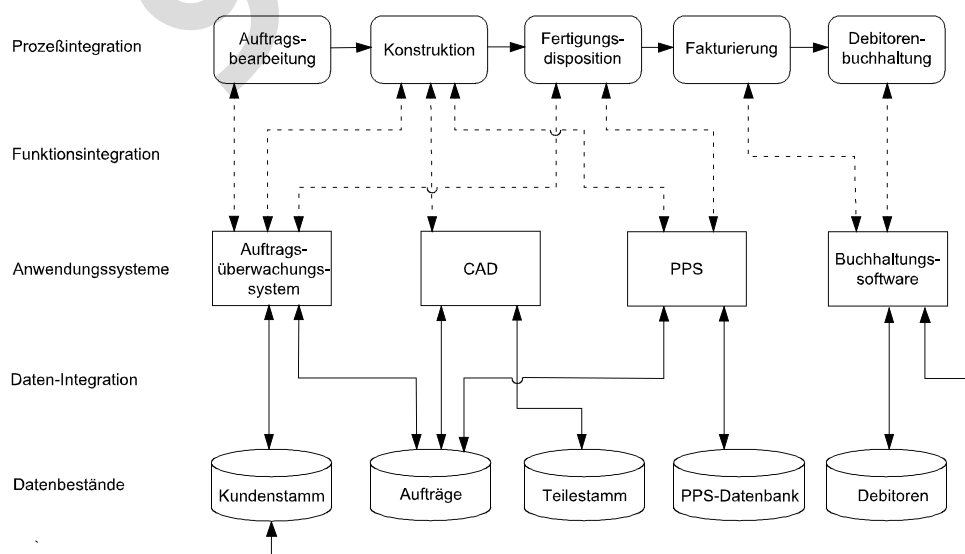 Prozeßintegration
Auftrags-
bearbeitung
Konstruktion
Fertigungs-
disposition
Fakturierung
Debitoren-
buchhaltung
Funktionsintegration
Anwendungssysteme
Auftrags-
überwachungs-
system
CAD
PPS
Buchhaltungs-
software
Daten-Integration
Datenbestände
Kundenstamm
Aufträge
Teilestamm
PPS-Datenbank
Debitoren